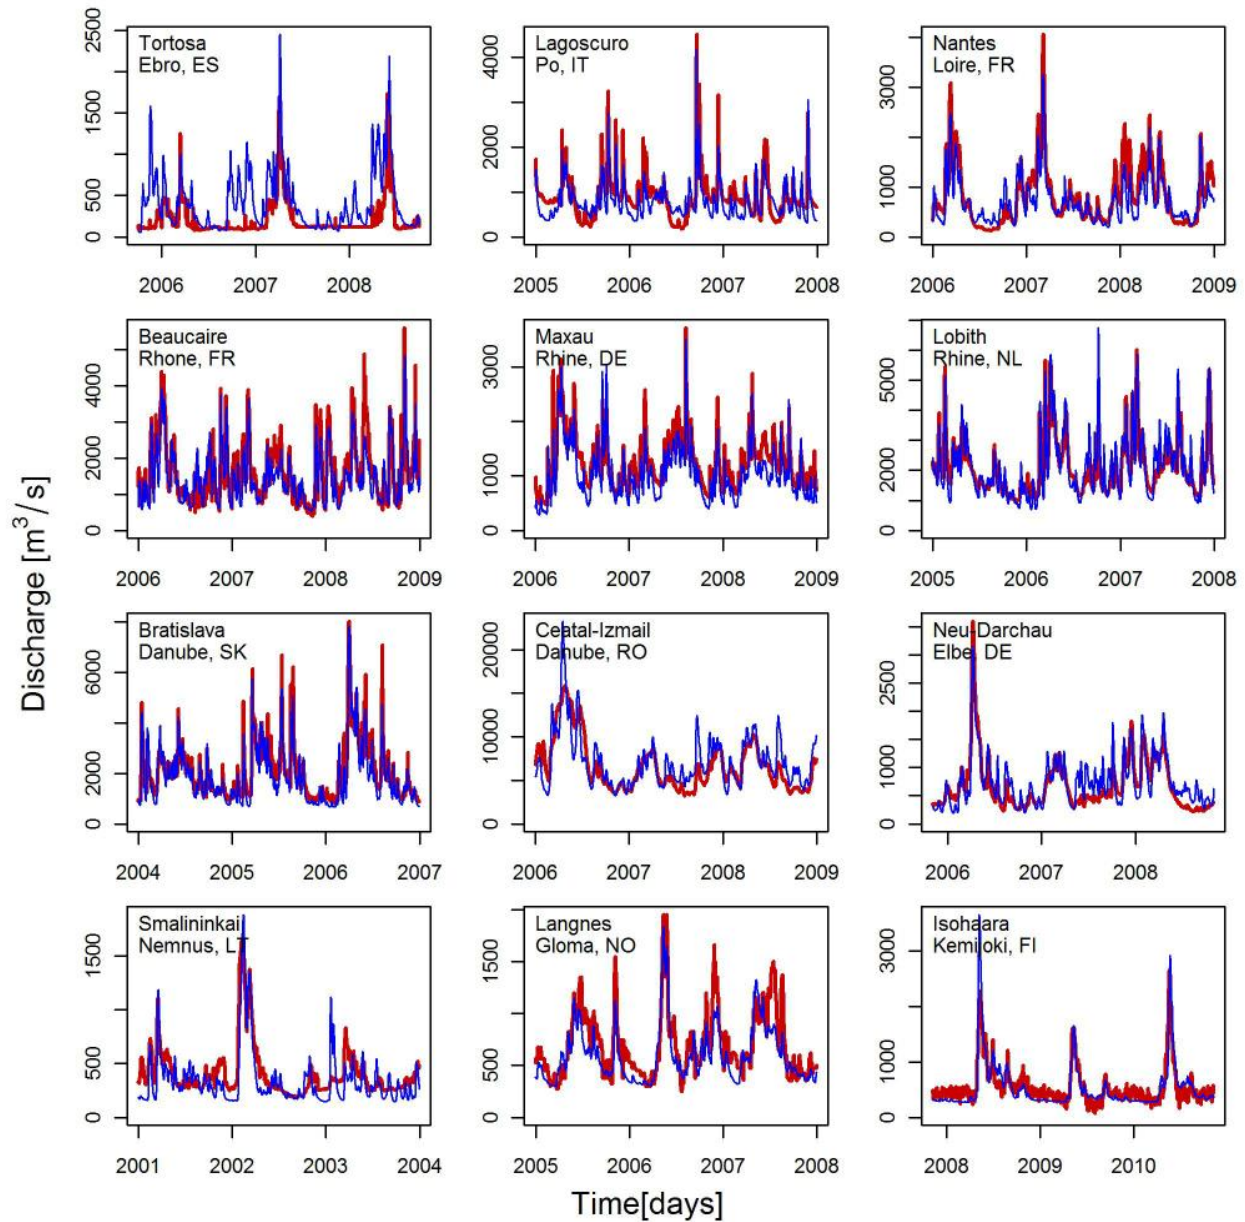 Tortosa
Ebro, ES
0 500 1500 2500
2006 2007 2008
Lagoscuro
Po, IT
0 2000 4000
2005 2006 2007 2008
Nantes
Loire, FR
0 1000 3000
2006 2007 2008 2009
Beaucaire
Rhone, FR
0 2000 4000
2006 2007 2008 2009
Maxau
Rhine, DE
0 1000 3000
2006 2007 2008 2009
Lobith
Rhine, NL
0 2000 5000
2005 2006 2007 2008
Discharge [m³/s]
Bratislava
Danube, SK
0 2000 6000
2004 2005 2006 2007
Ceatal-Izmail
Danube, RO
0 10000 20000
2006 2007 2008 2009
Neu-Darchau
Elbe, DE
0 1000 2500
2006 2007 2008
Smalininkai
Nemnus, LT
0 500 1500
2001 2002 2003 2004
Langnes
Gloma, NO
0 500 1500
2005 2006 2007 2008
Isohaara
Kemijoki, FI
0 1000 3000
2008 2009 2010
Time[days]